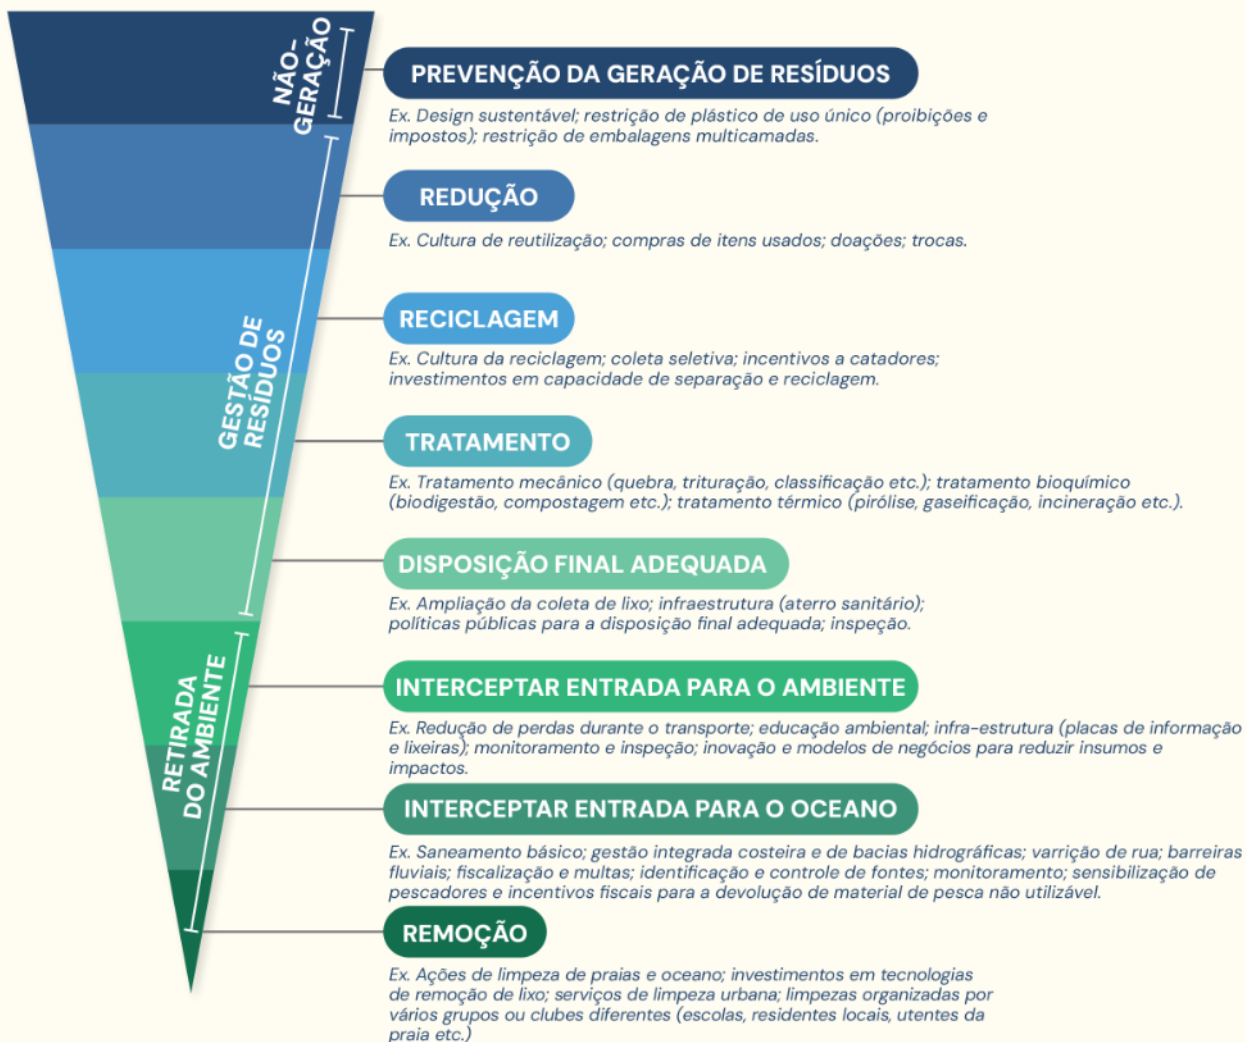 NÃO-
GERAÇÃO
PREVENÇÃO DA GERAÇÃO DE RESÍDUOS
Ex. Design sustentável; restrição de plástico de uso único (proibições e
impostos); restrição de embalagens multicamadas.
REDUÇÃO
Ex. Cultura de reutilização; compras de itens usados; doações; trocas.
GESTÃO DE
RESÍDUOS
RECICLAGEM
Ex. Cultura da reciclagem; coleta seletiva; incentivos a catadores;
investimentos em capacidade de separação e reciclagem.
TRATAMENTO
Ex. Tratamento mecânico (quebra, trituração, classificação etc.); tratamento bioquímico
(biodigestão, compostagem etc.); tratamento térmico (pirólise, gaseificação, incineração etc.).
DISPOSIÇÃO FINAL ADEQUADA
Ex. Ampliação da coleta de lixo; infraestrutura (aterro sanitário);
políticas públicas para a disposição final adequada; inspeção.
RETIRADA
DO AMBIENTE
INTERCEPTAR ENTRADA PARA O AMBIENTE
Ex. Redução de perdas durante o transporte; educação ambiental; infra-estrutura (placas de informação
e lixeiras); monitoramento e inspeção; inovação e modelos de negócios para reduzir insumos e
impactos.
INTERCEPTAR ENTRADA PARA O OCEANO
Ex. Saneamento básico; gestão integrada costeira e de bacias hidrográficas; varrição de rua; barreiras
fluviais; fiscalização e multas; identificação e controle de fontes; monitoramento; sensibilização de
pescadores e incentivos fiscais para a devolução de material de pesca não utilizável.
REMOÇÃO
Ex. Ações de limpeza de praias e oceano; investimentos em tecnologias
de remoção de lixo; serviços de limpeza urbana; limpezas organizadas por
vários grupos ou clubes diferentes (escolas, residentes locais, utentes da
praia etc.)